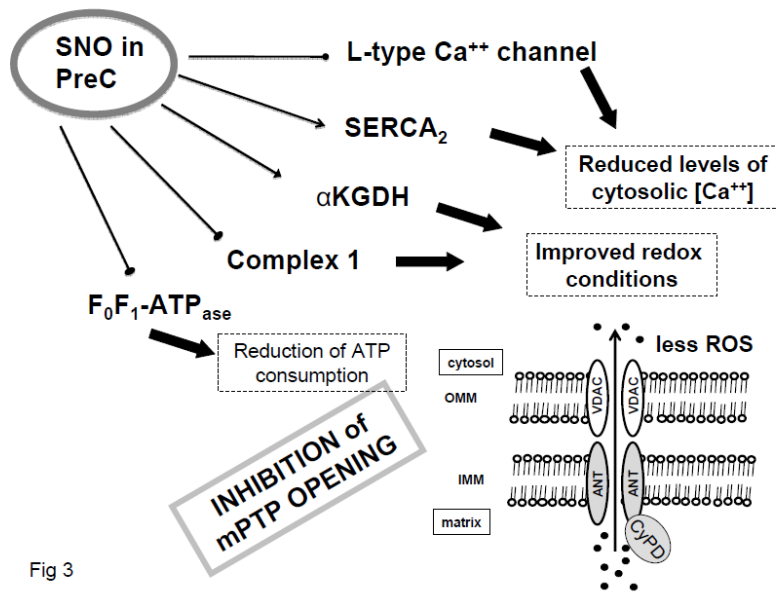 SNO in
PreC
L-type Ca⁺⁺ channel
SERCA₂
Reduced levels of
cytosolic [Ca⁺⁺]
αKGDH
Complex 1
Improved redox
conditions
F₀F₁-ATPₐₛₑ
Reduction of ATP
consumption
less ROS
cytosol
OMM
VDAC
VDAC
INHIBITION of
mPTP OPENING
IMM
ANT
ANT
matrix
CyPD
Fig 3